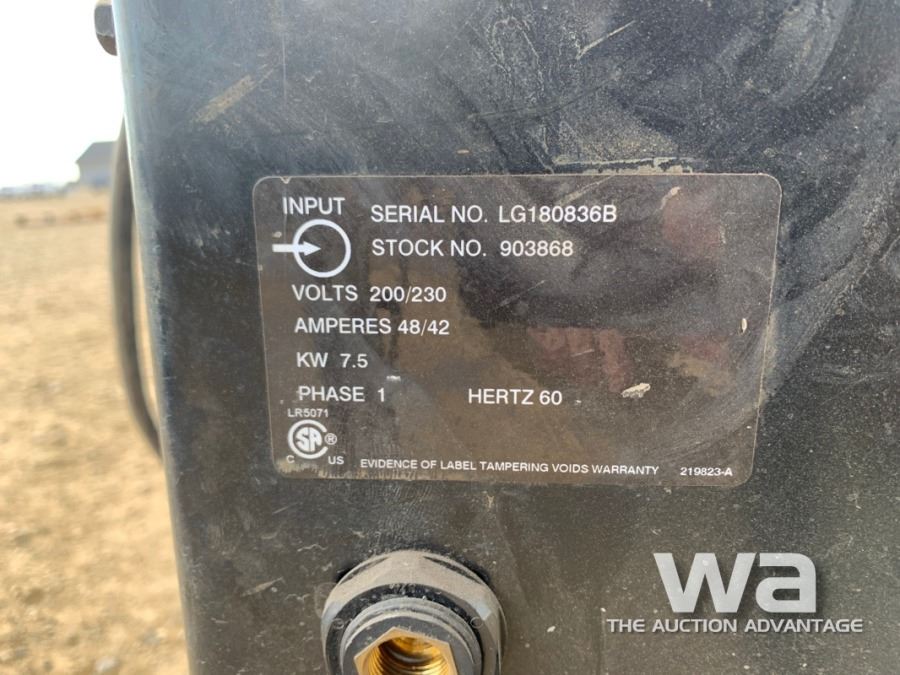 INPUT
SERIAL NO. LG180836B
STOCK NO. 903868
VOLTS 200/230
AMPERES 48/42
KW 7.5
PHASE 1 HERTZ 60
LR5071
SA ®
C US
EVIDENCE OF LABEL TAMPERING VOIDS WARRANTY 219823-A
wa
THE AUCTION ADVANTAGE